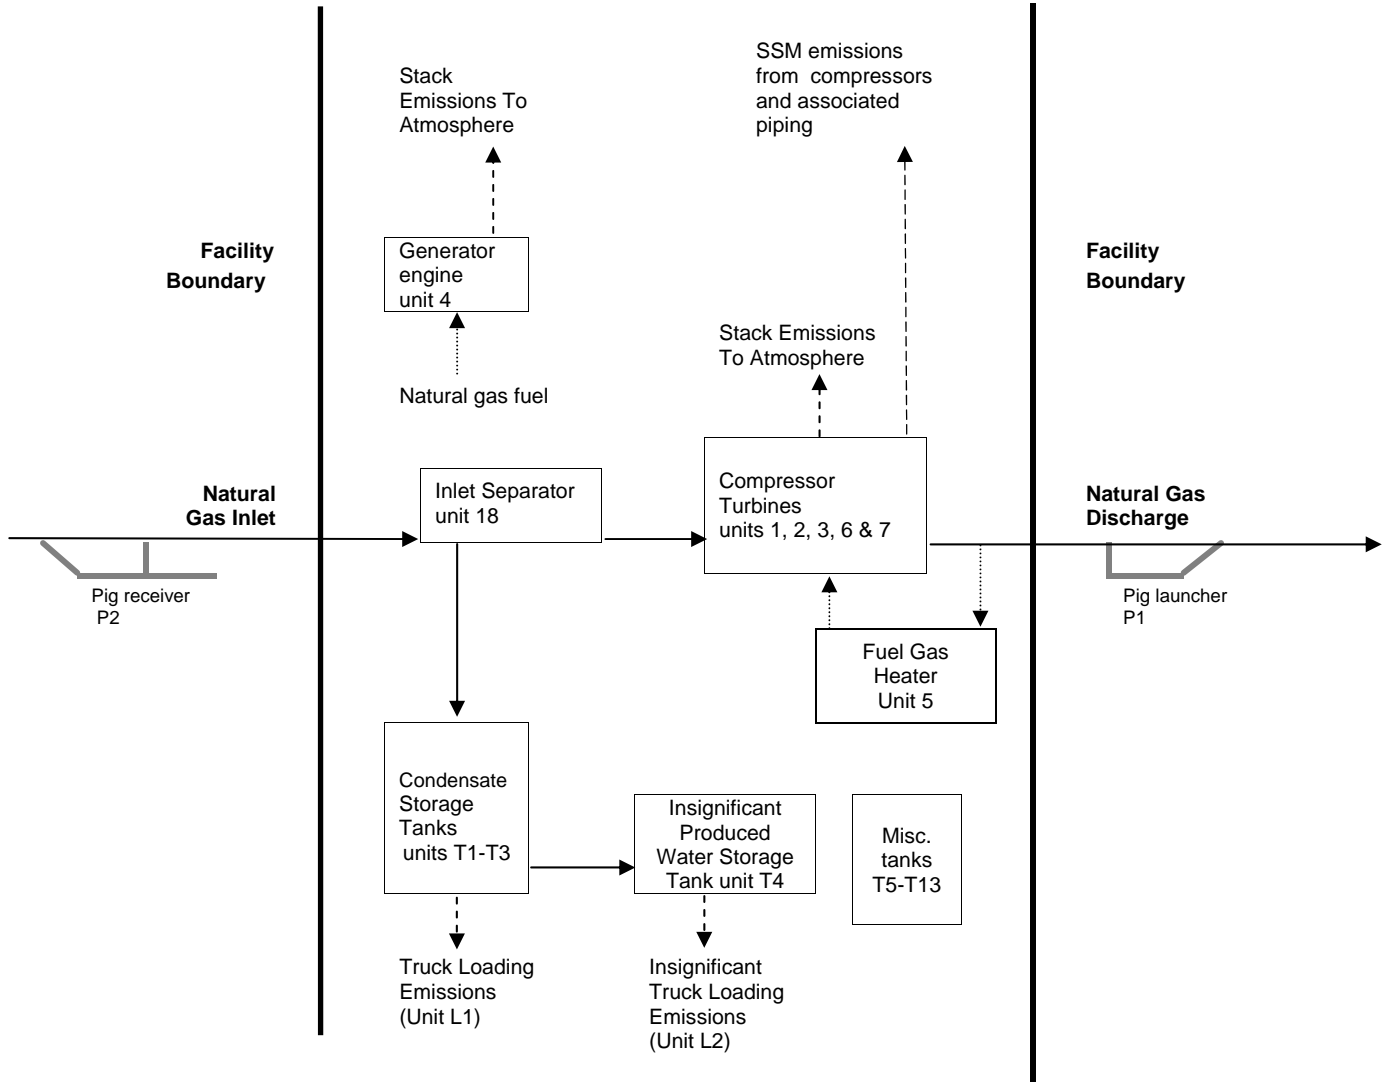 SSM emissions
from compressors
and associated
piping
Stack
Emissions To
Atmosphere
Facility
Boundary
Generator
engine
unit 4
Facility
Boundary
Stack Emissions
To Atmosphere
Natural gas fuel
Natural
Gas Inlet
Inlet Separator
unit 18
Compressor
Turbines
units 1, 2, 3, 6 & 7
Natural Gas
Discharge
Pig receiver
P2
Pig launcher
P1
Fuel Gas
Heater
Unit 5
Condensate
Storage
Tanks
units T1-T3
Insignificant
Produced
Water Storage
Tank unit T4
Misc.
tanks
T5-T13
Truck Loading
Emissions
(Unit L1)
Insignificant
Truck Loading
Emissions
(Unit L2)